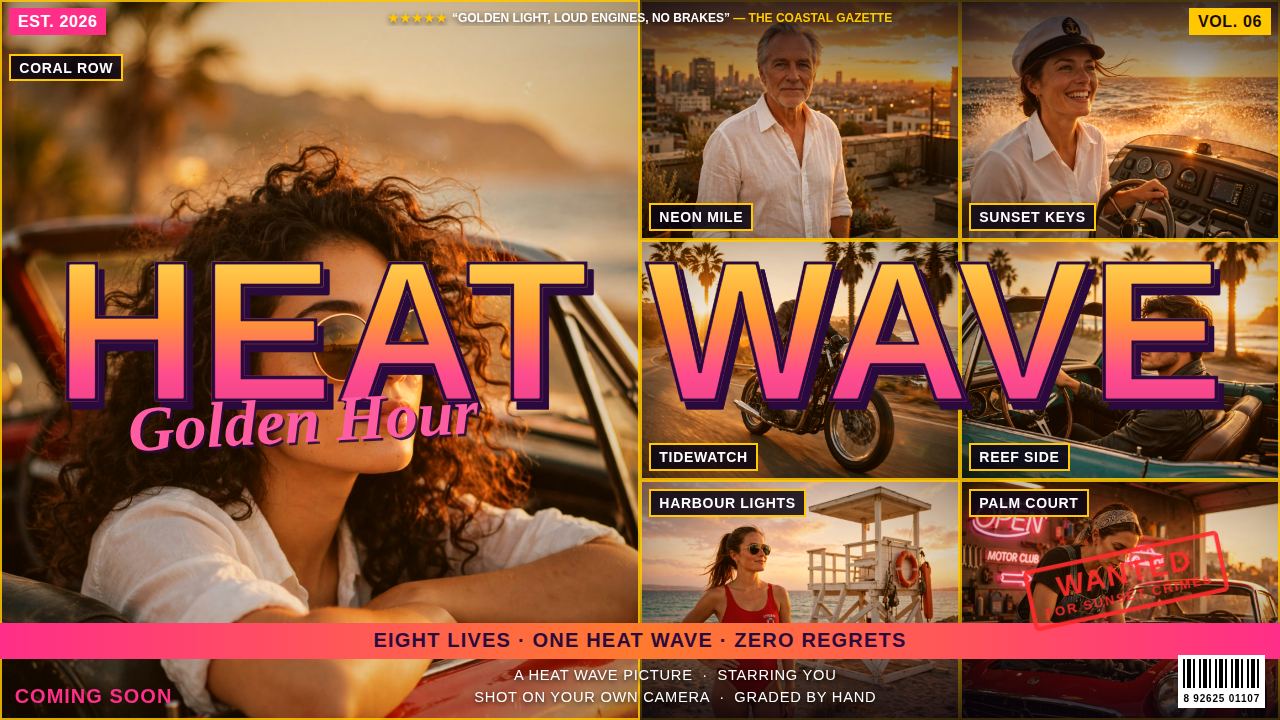 EST. 2026
★★★★★ “GOLDEN LIGHT, LOUD ENGINES, NO BRAKES” — THE COASTAL GAZETTE
VOL. 06
CORAL ROW
NEON MILE
SUNSET KEYS
HEAT WAVE
Golden Hour
TIDEWATCH
REEF SIDE
HARBOUR LIGHTS
PALM COURT
OPEN
MOTOR CLUB
WANTED
FOR SUNSET CRIMES
EIGHT LIVES · ONE HEAT WAVE · ZERO REGRETS
A HEAT WAVE PICTURE · STARRING YOU
SHOT ON YOUR OWN CAMERA · GRADED BY HAND
COMING SOON
8 92625 01107